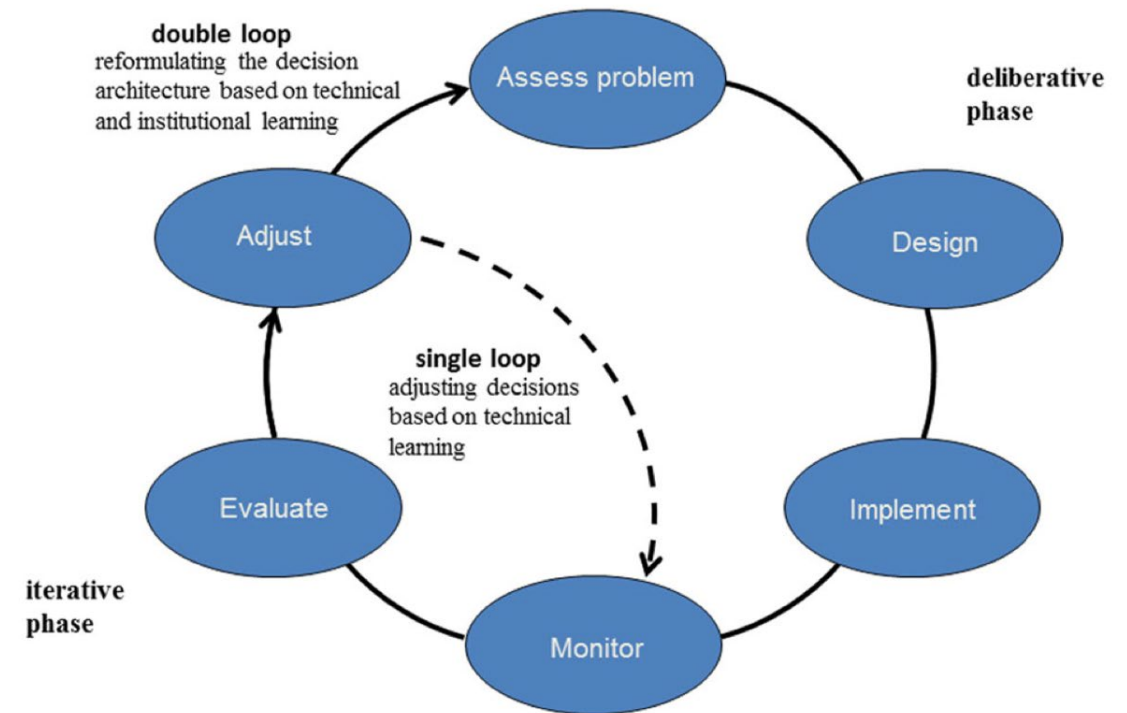 double loop
reformulating the decision
architecture based on technical
and institutional learning
Assess problem
deliberative
phase
Adjust
Design
single loop
adjusting decisions
based on technical
learning
Evaluate
Implement
iterative
phase
Monitor